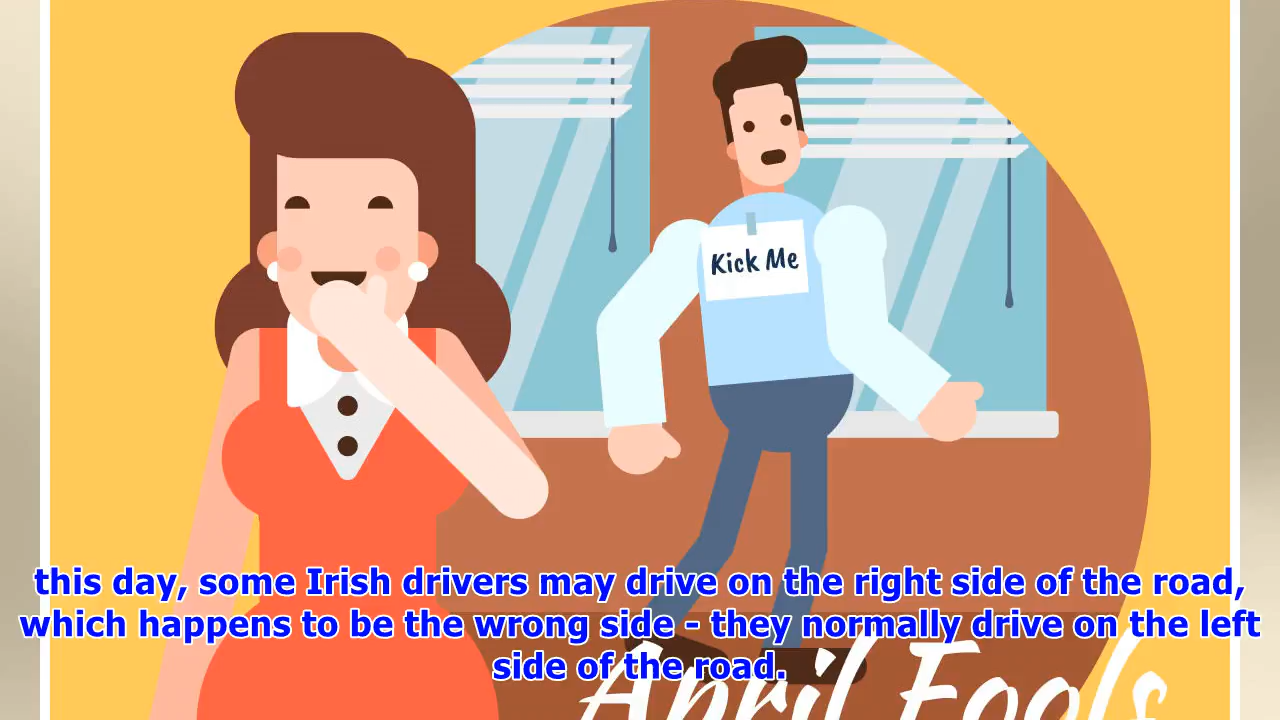 Kick Me
this day, some Irish drivers may drive on the right side of the road,
which happens to be the wrong side - they normally drive on the left
side of the road.
April Fools